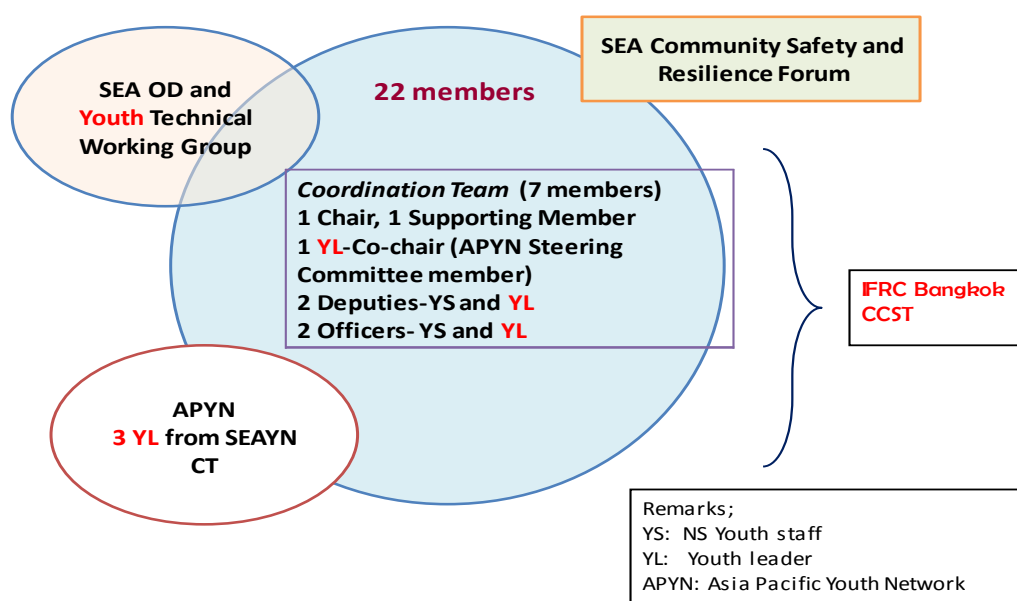 SEA Community Safety and
Resilience Forum
SEA OD and
Youth Technical
Working Group
22 members
Coordination Team (7 members)
1 Chair, 1 Supporting Member
1 YL-Co-chair (APYN Steering
Committee member)
2 Deputies-YS and YL
2 Officers- YS and YL
IFRC Bangkok
CCST
APYN
3 YL from SEAYN
CT
Remarks;
YS: NS Youth staff
YL: Youth leader
APYN: Asia Pacific Youth Network